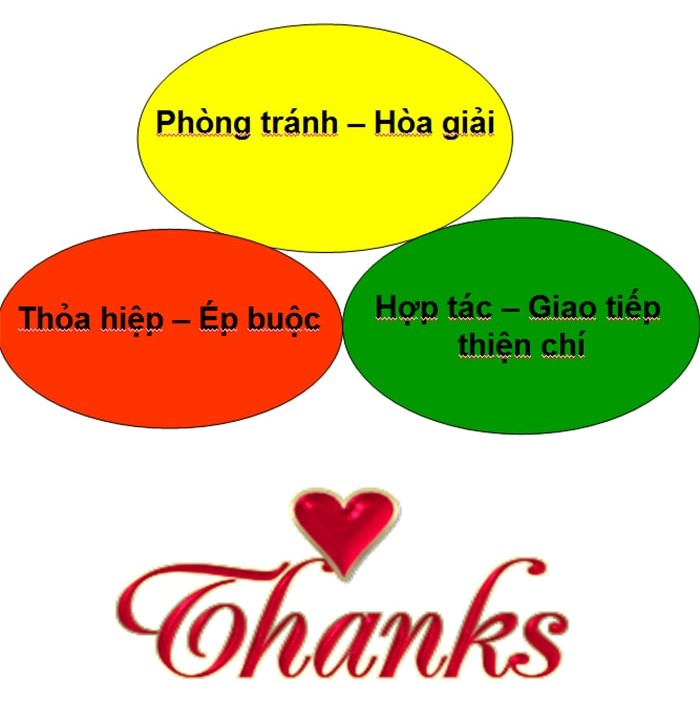 Phòng tránh – Hòa giải
Thỏa hiệp – Ép buộc
Hợp tác – Giao tiếp
thiện chí
Thanks